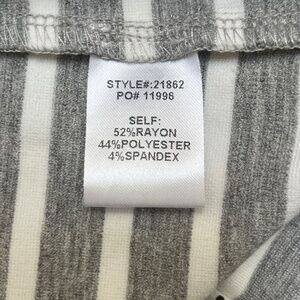 STYLE#:21862
PO# 11996
SELF:
52%RAYON
44%POLYESTER
4%SPANDEX